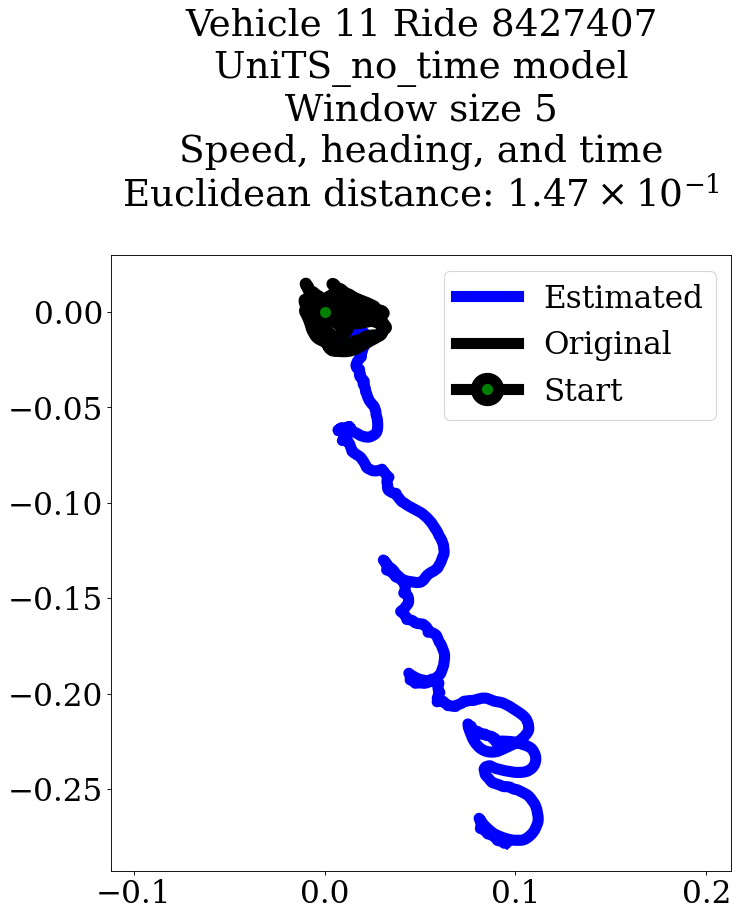 Vehicle 11 Ride 8427407
UniTS_no_time model
Window size 5
Speed, heading, and time
Euclidean distance: 1.47 × 10⁻¹
Estimated
Original
Start
0.00
−0.05
−0.10
−0.15
−0.20
−0.25
−0.1
0.0
0.1
0.2